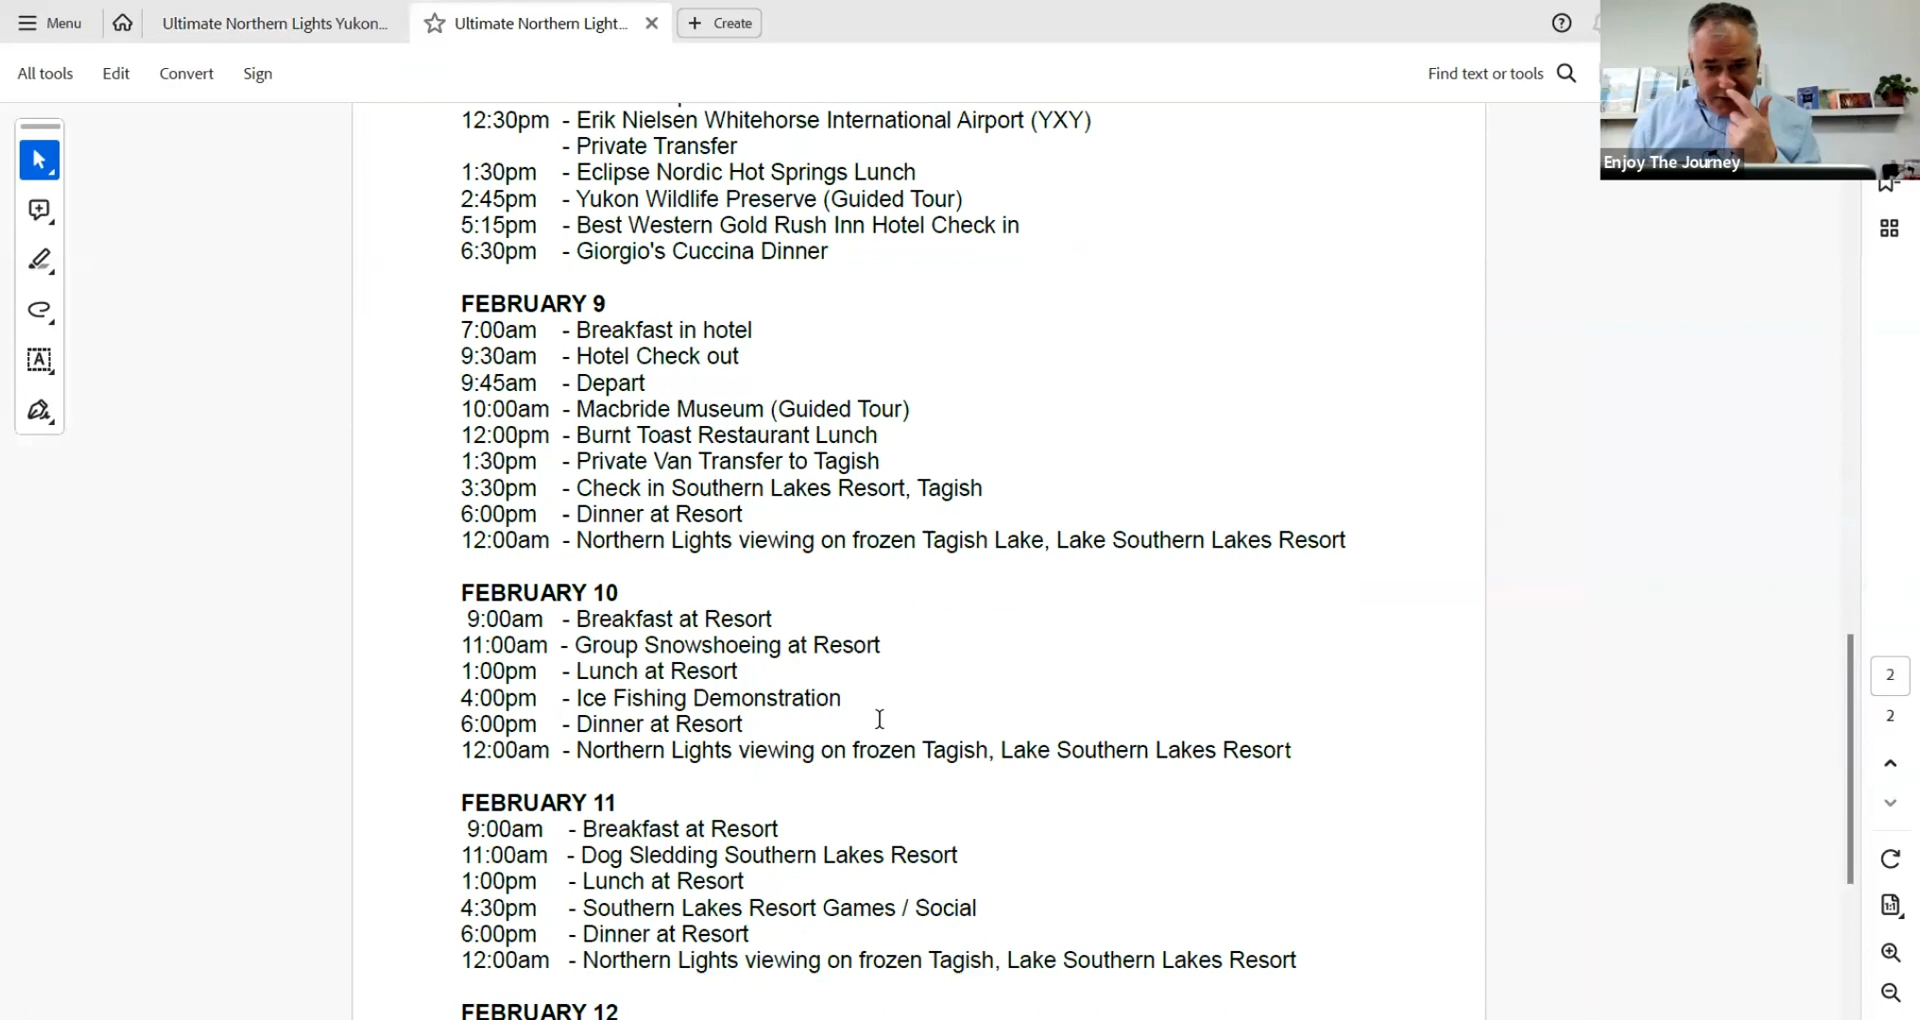 Menu
Ultimate Northern Lights Yukon...
Ultimate Northern Light...
Create
All tools
Edit
Convert
Sign
Find text or tools
Enjoy The Journey
12:30pm - Erik Nielsen Whitehorse International Airport (YXY)
- Private Transfer
1:30pm - Eclipse Nordic Hot Springs Lunch
2:45pm - Yukon Wildlife Preserve (Guided Tour)
5:15pm - Best Western Gold Rush Inn Hotel Check in
6:30pm - Giorgio's Cuccina Dinner
FEBRUARY 9
7:00am - Breakfast in hotel
9:30am - Hotel Check out
9:45am - Depart
10:00am - Macbride Museum (Guided Tour)
12:00pm - Burnt Toast Restaurant Lunch
1:30pm - Private Van Transfer to Tagish
3:30pm - Check in Southern Lakes Resort, Tagish
6:00pm - Dinner at Resort
12:00am - Northern Lights viewing on frozen Tagish Lake, Lake Southern Lakes Resort
FEBRUARY 10
9:00am - Breakfast at Resort
11:00am - Group Snowshoeing at Resort
1:00pm - Lunch at Resort
4:00pm - Ice Fishing Demonstration
6:00pm - Dinner at Resort
12:00am - Northern Lights viewing on frozen Tagish, Lake Southern Lakes Resort
FEBRUARY 11
9:00am - Breakfast at Resort
11:00am - Dog Sledding Southern Lakes Resort
1:00pm - Lunch at Resort
4:30pm - Southern Lakes Resort Games / Social
6:00pm - Dinner at Resort
12:00am - Northern Lights viewing on frozen Tagish, Lake Southern Lakes Resort
FEBRUARY 12
2
2
1:1